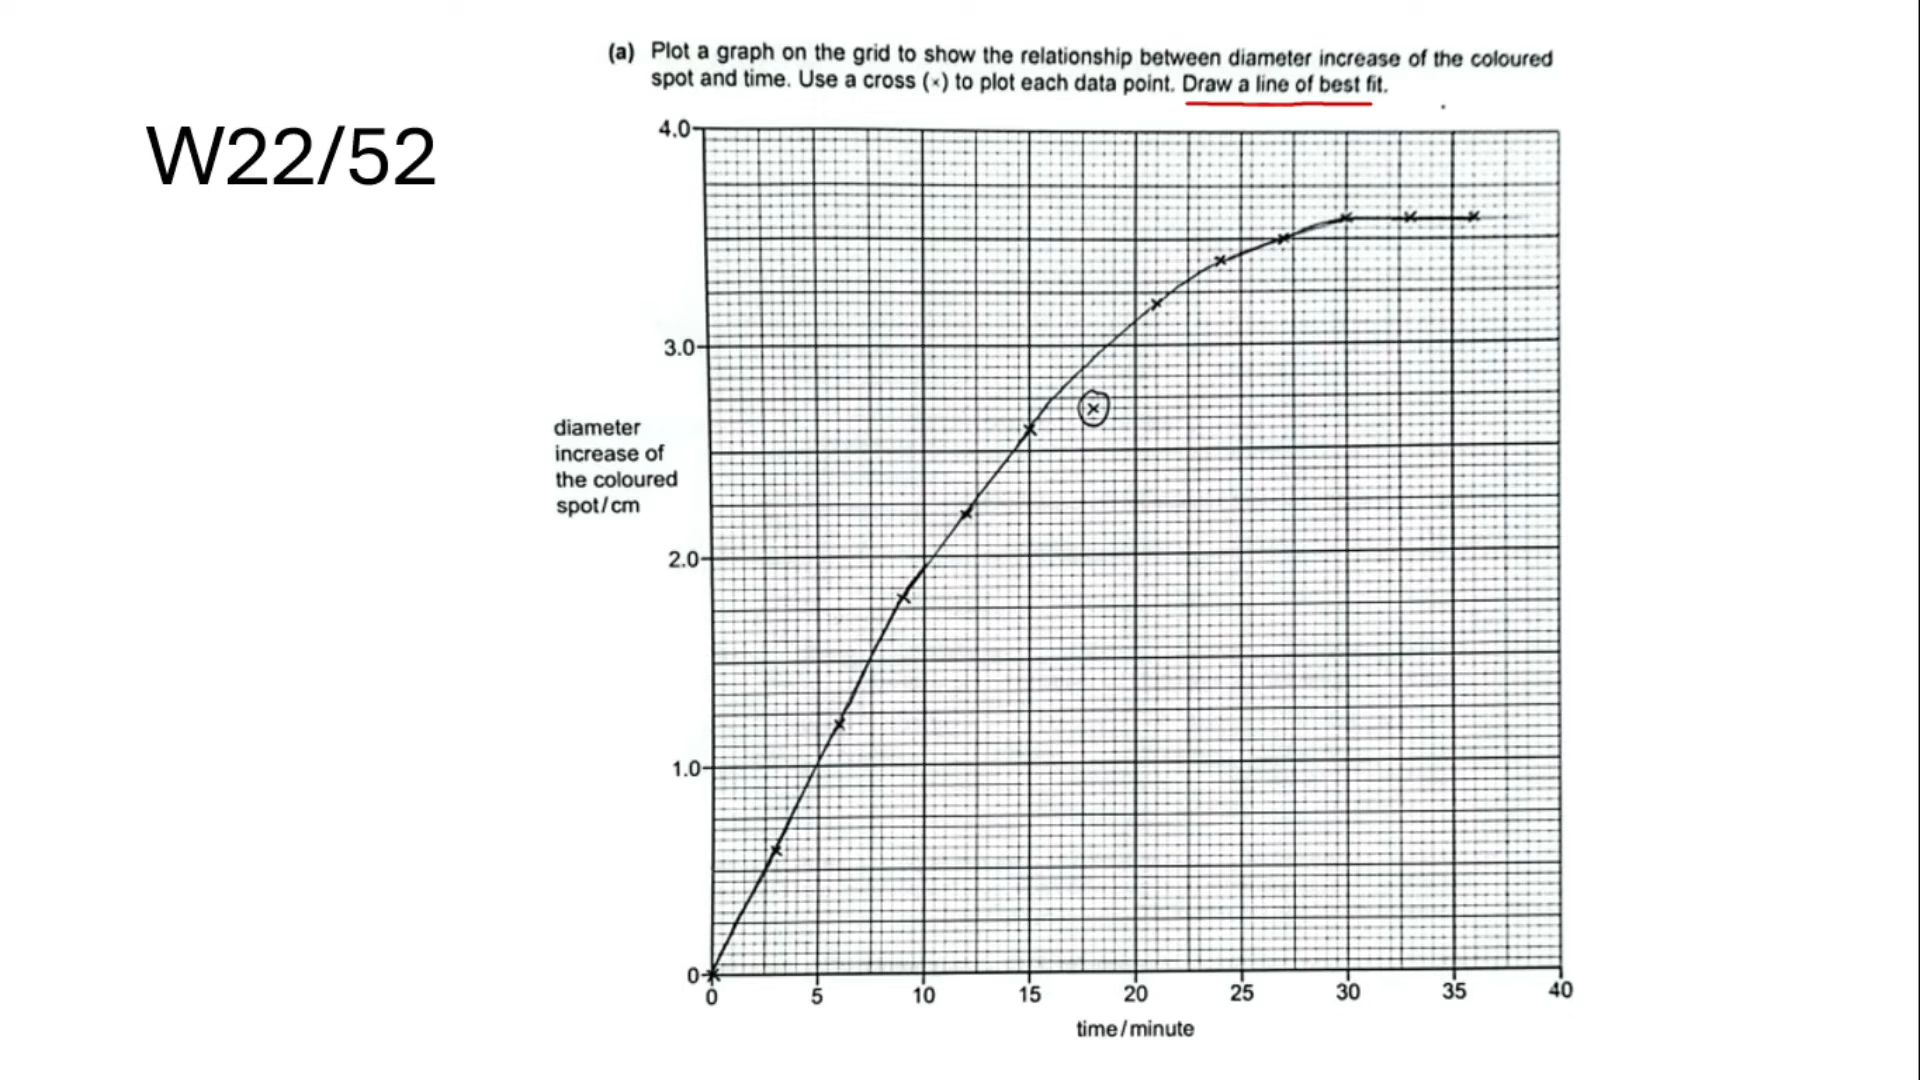 (a) Plot a graph on the grid to show the relationship between diameter increase of the coloured
spot and time. Use a cross (×) to plot each data point. Draw a line of best fit.
W22/52
4.0
3.0
diameter
increase of
the coloured
spot/cm
2.0
1.0
0
0 5 10 15 20 25 30 35 40
time/minute